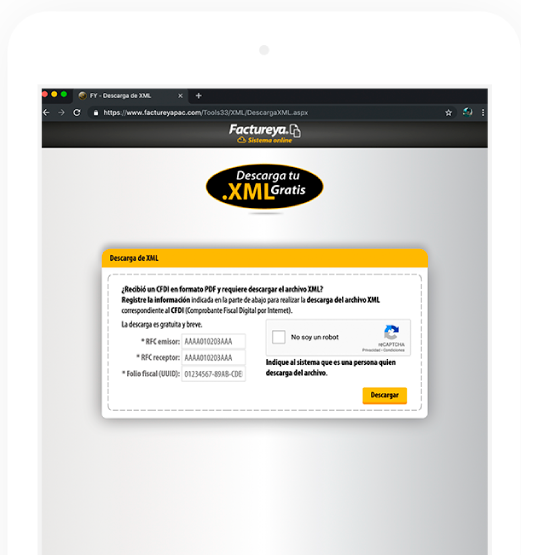 FY - Descarga de XML
https://www.factureyapac.com/Tools33/XML/DescargaXML.aspx
Factureya.
Sistema online
Descarga tu
.XML Gratis
Descarga de XML
¿Recibió un CFDI en formato PDF y requiere descargar el archivo XML?
Registre la información indicada en la parte de abajo para realizar la descarga del archivo XML
correspondiente al CFDI (Comprobante Fiscal Digital por Internet).
La descarga es gratuita y breve.
* RFC emisor: AAAA010203AAA
* RFC receptor: AAAA010203AAA
* Folio fiscal (UUID): 01234567-89AB-CDE
No soy un robot
reCAPTCHA
Privacidad - Condiciones
Indique al sistema que es una persona quien
descarga del archivo.
Descargar